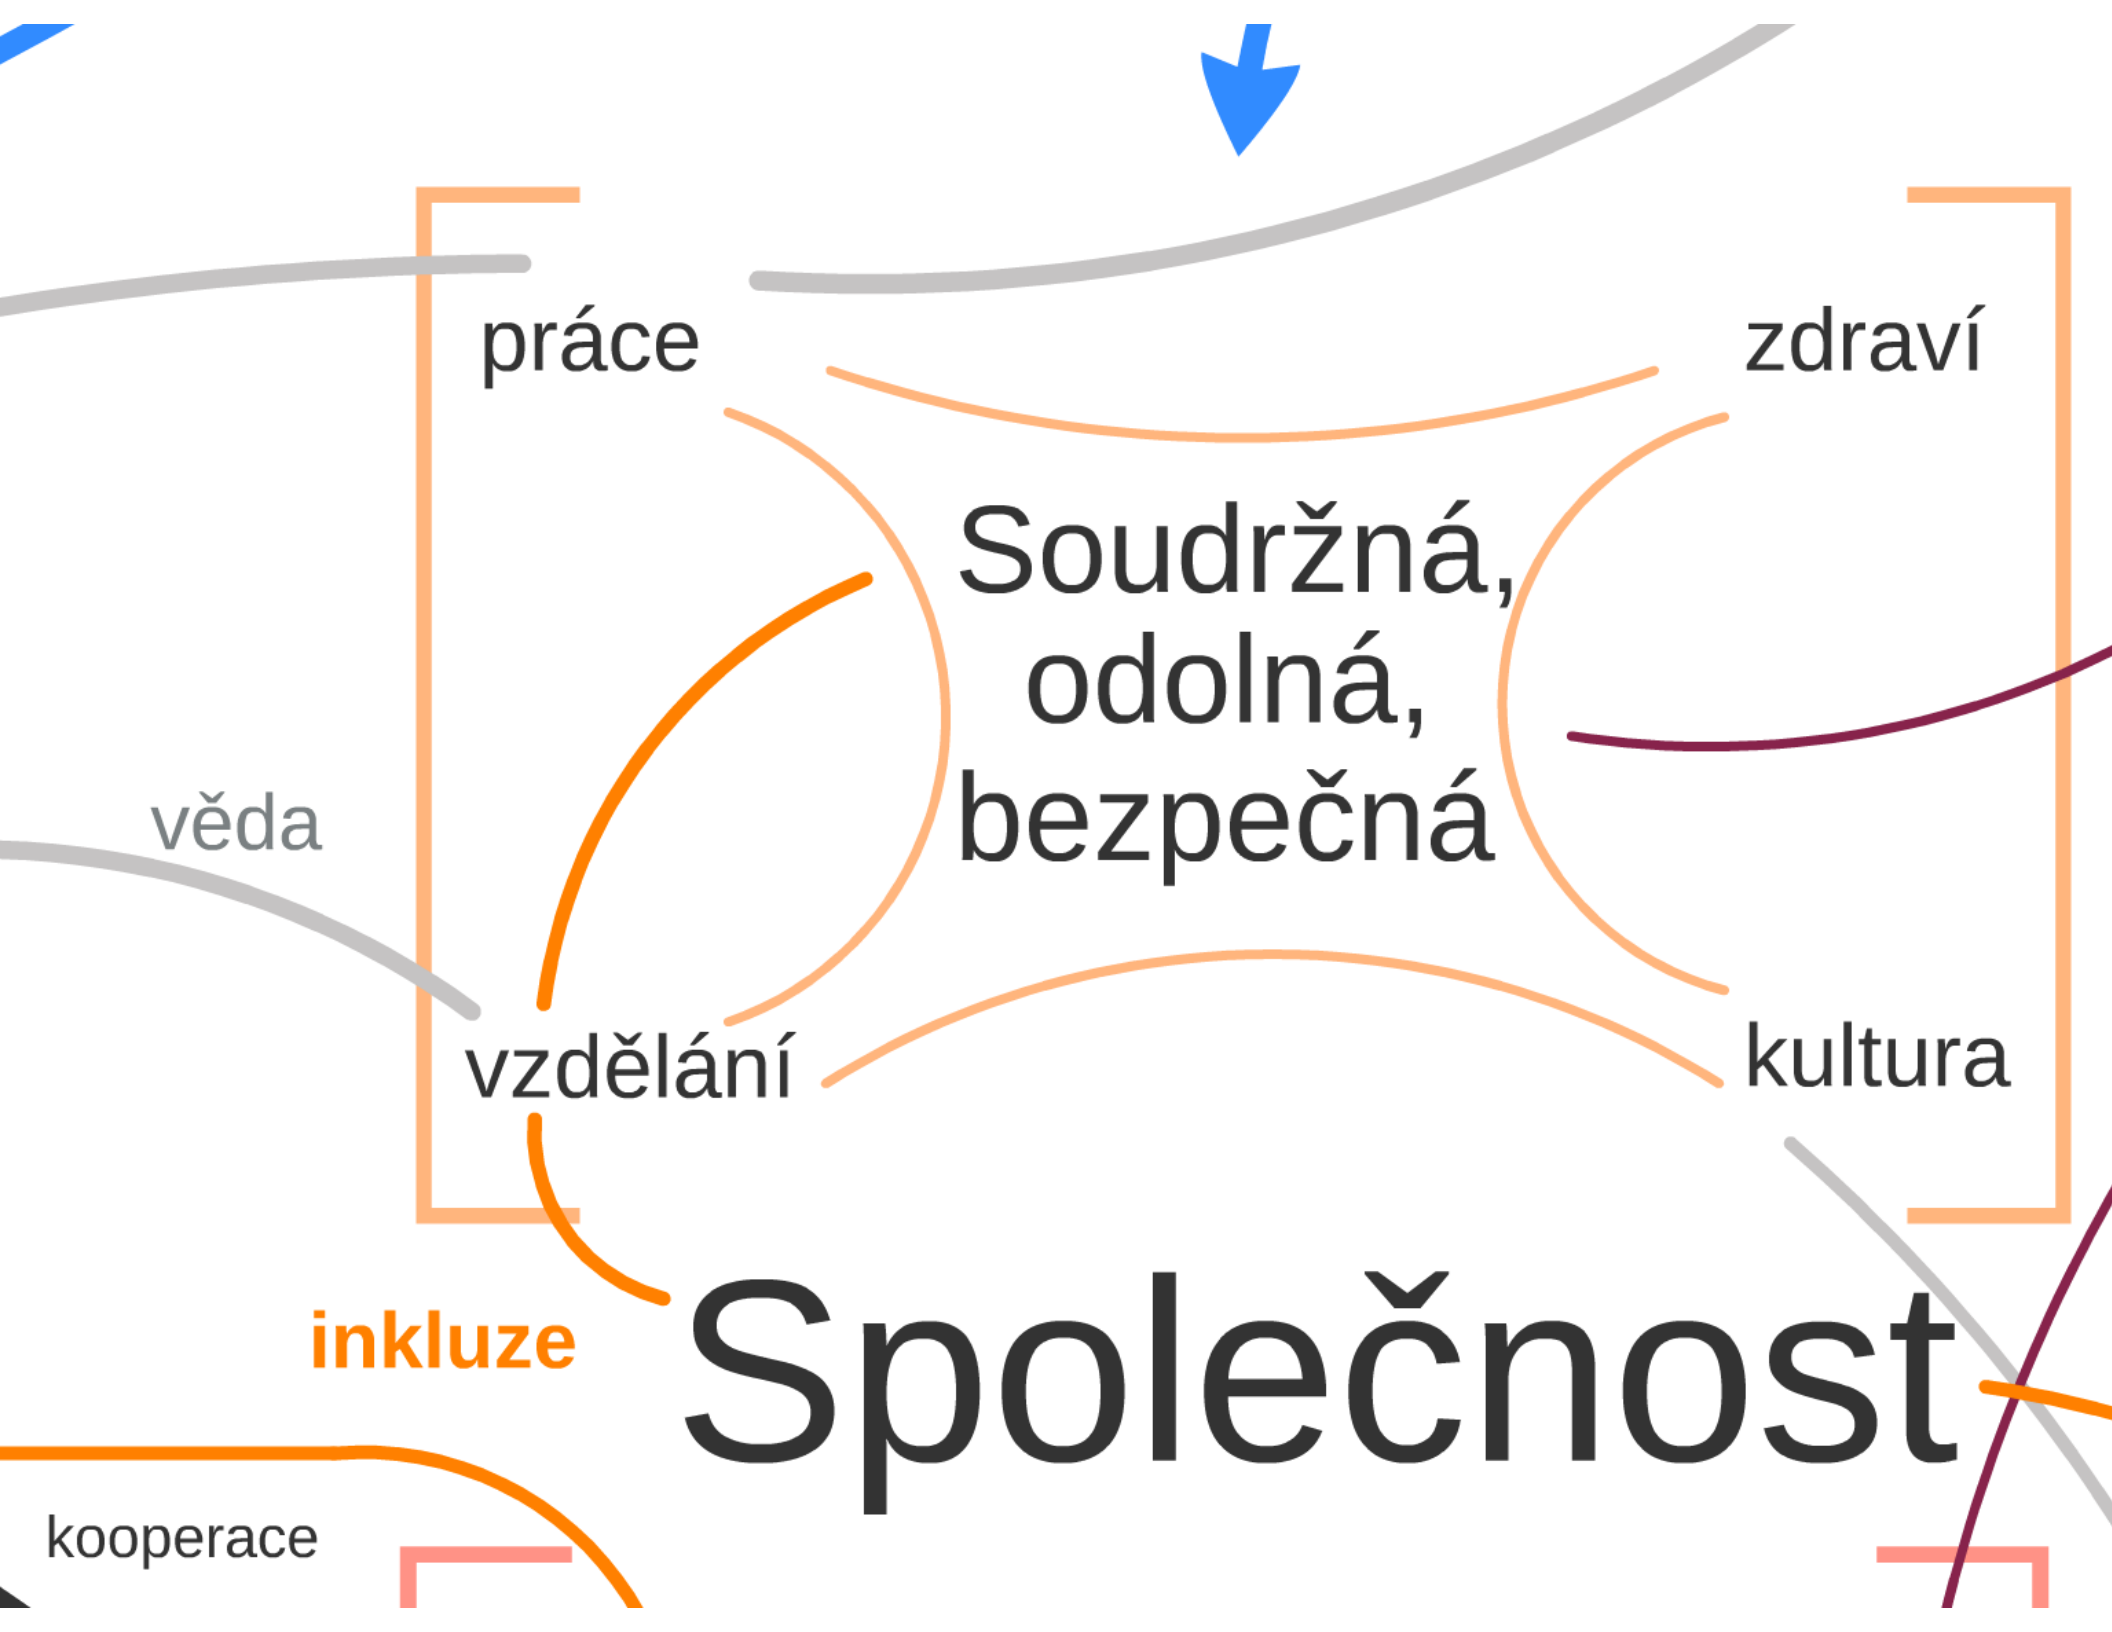 práce
zdraví
Soudržná,
odolná,
bezpečná
věda
vzdělání
kultura
Společnost
inkluze
kooperace